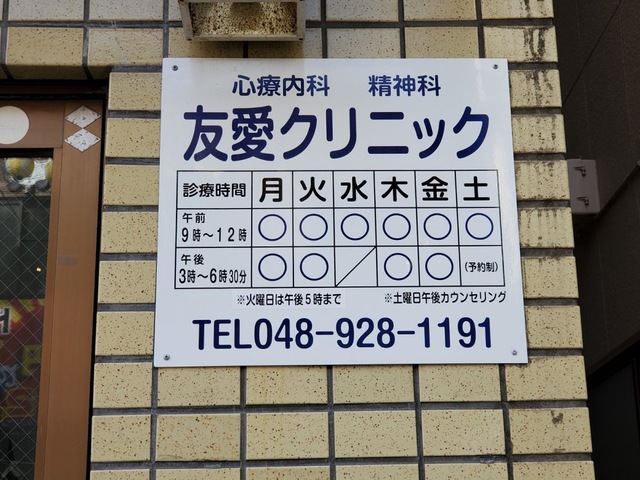 心療内科 精神科
友愛クリニック
診療時間 月 火 水 木 金 土
午前 9時～12時 ○ ○ ○ ○ ○ ○
午後 3時～6時30分 ○ ○ ／ ○ ○ (予約制)
※火曜日は午後5時まで ※土曜日午後カウンセリング
TEL048-928-1191